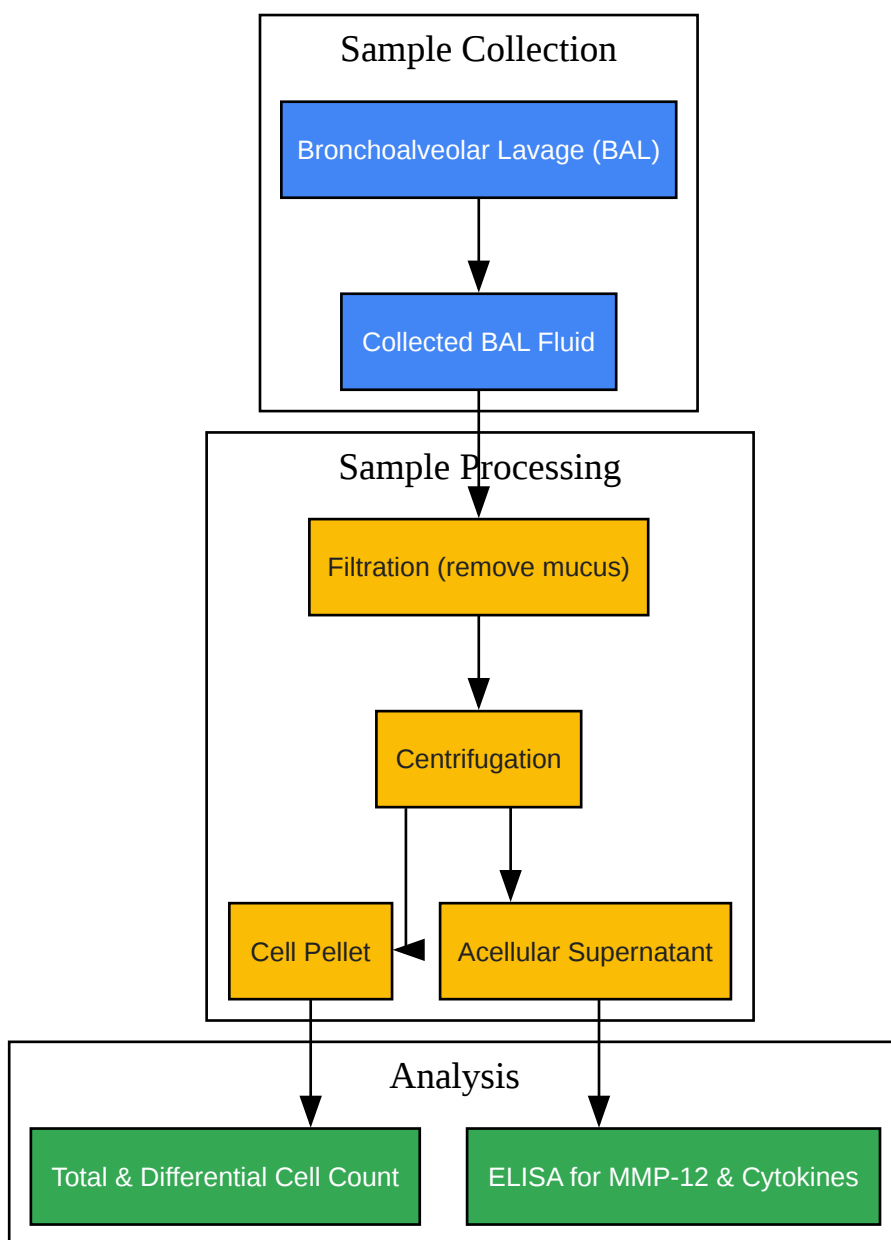 Sample Collection
Bronchoalveolar Lavage (BAL)
Collected BAL Fluid
Sample Processing
Filtration (remove mucus)
Centrifugation
Cell Pellet
Acellular Supernatant
Analysis
Total & Differential Cell Count
ELISA for MMP-12 & Cytokines